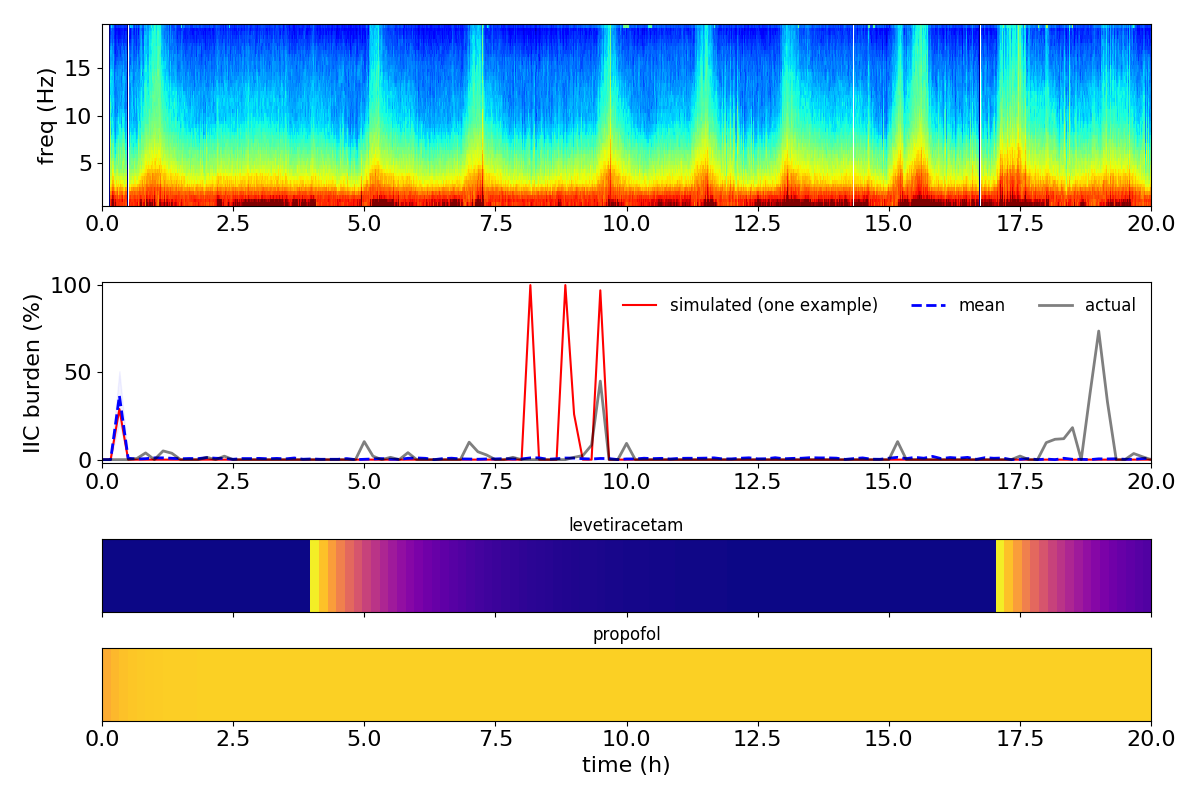 freq (Hz)
15
10
5
0.0 2.5 5.0 7.5 10.0 12.5 15.0 17.5 20.0
IIC burden (%)
100
50
0
simulated (one example) mean actual
0.0 2.5 5.0 7.5 10.0 12.5 15.0 17.5 20.0
levetiracetam
propofol
0.0 2.5 5.0 7.5 10.0 12.5 15.0 17.5 20.0
time (h)